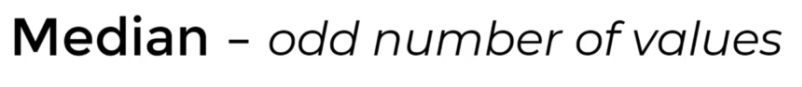 Median – odd number of values